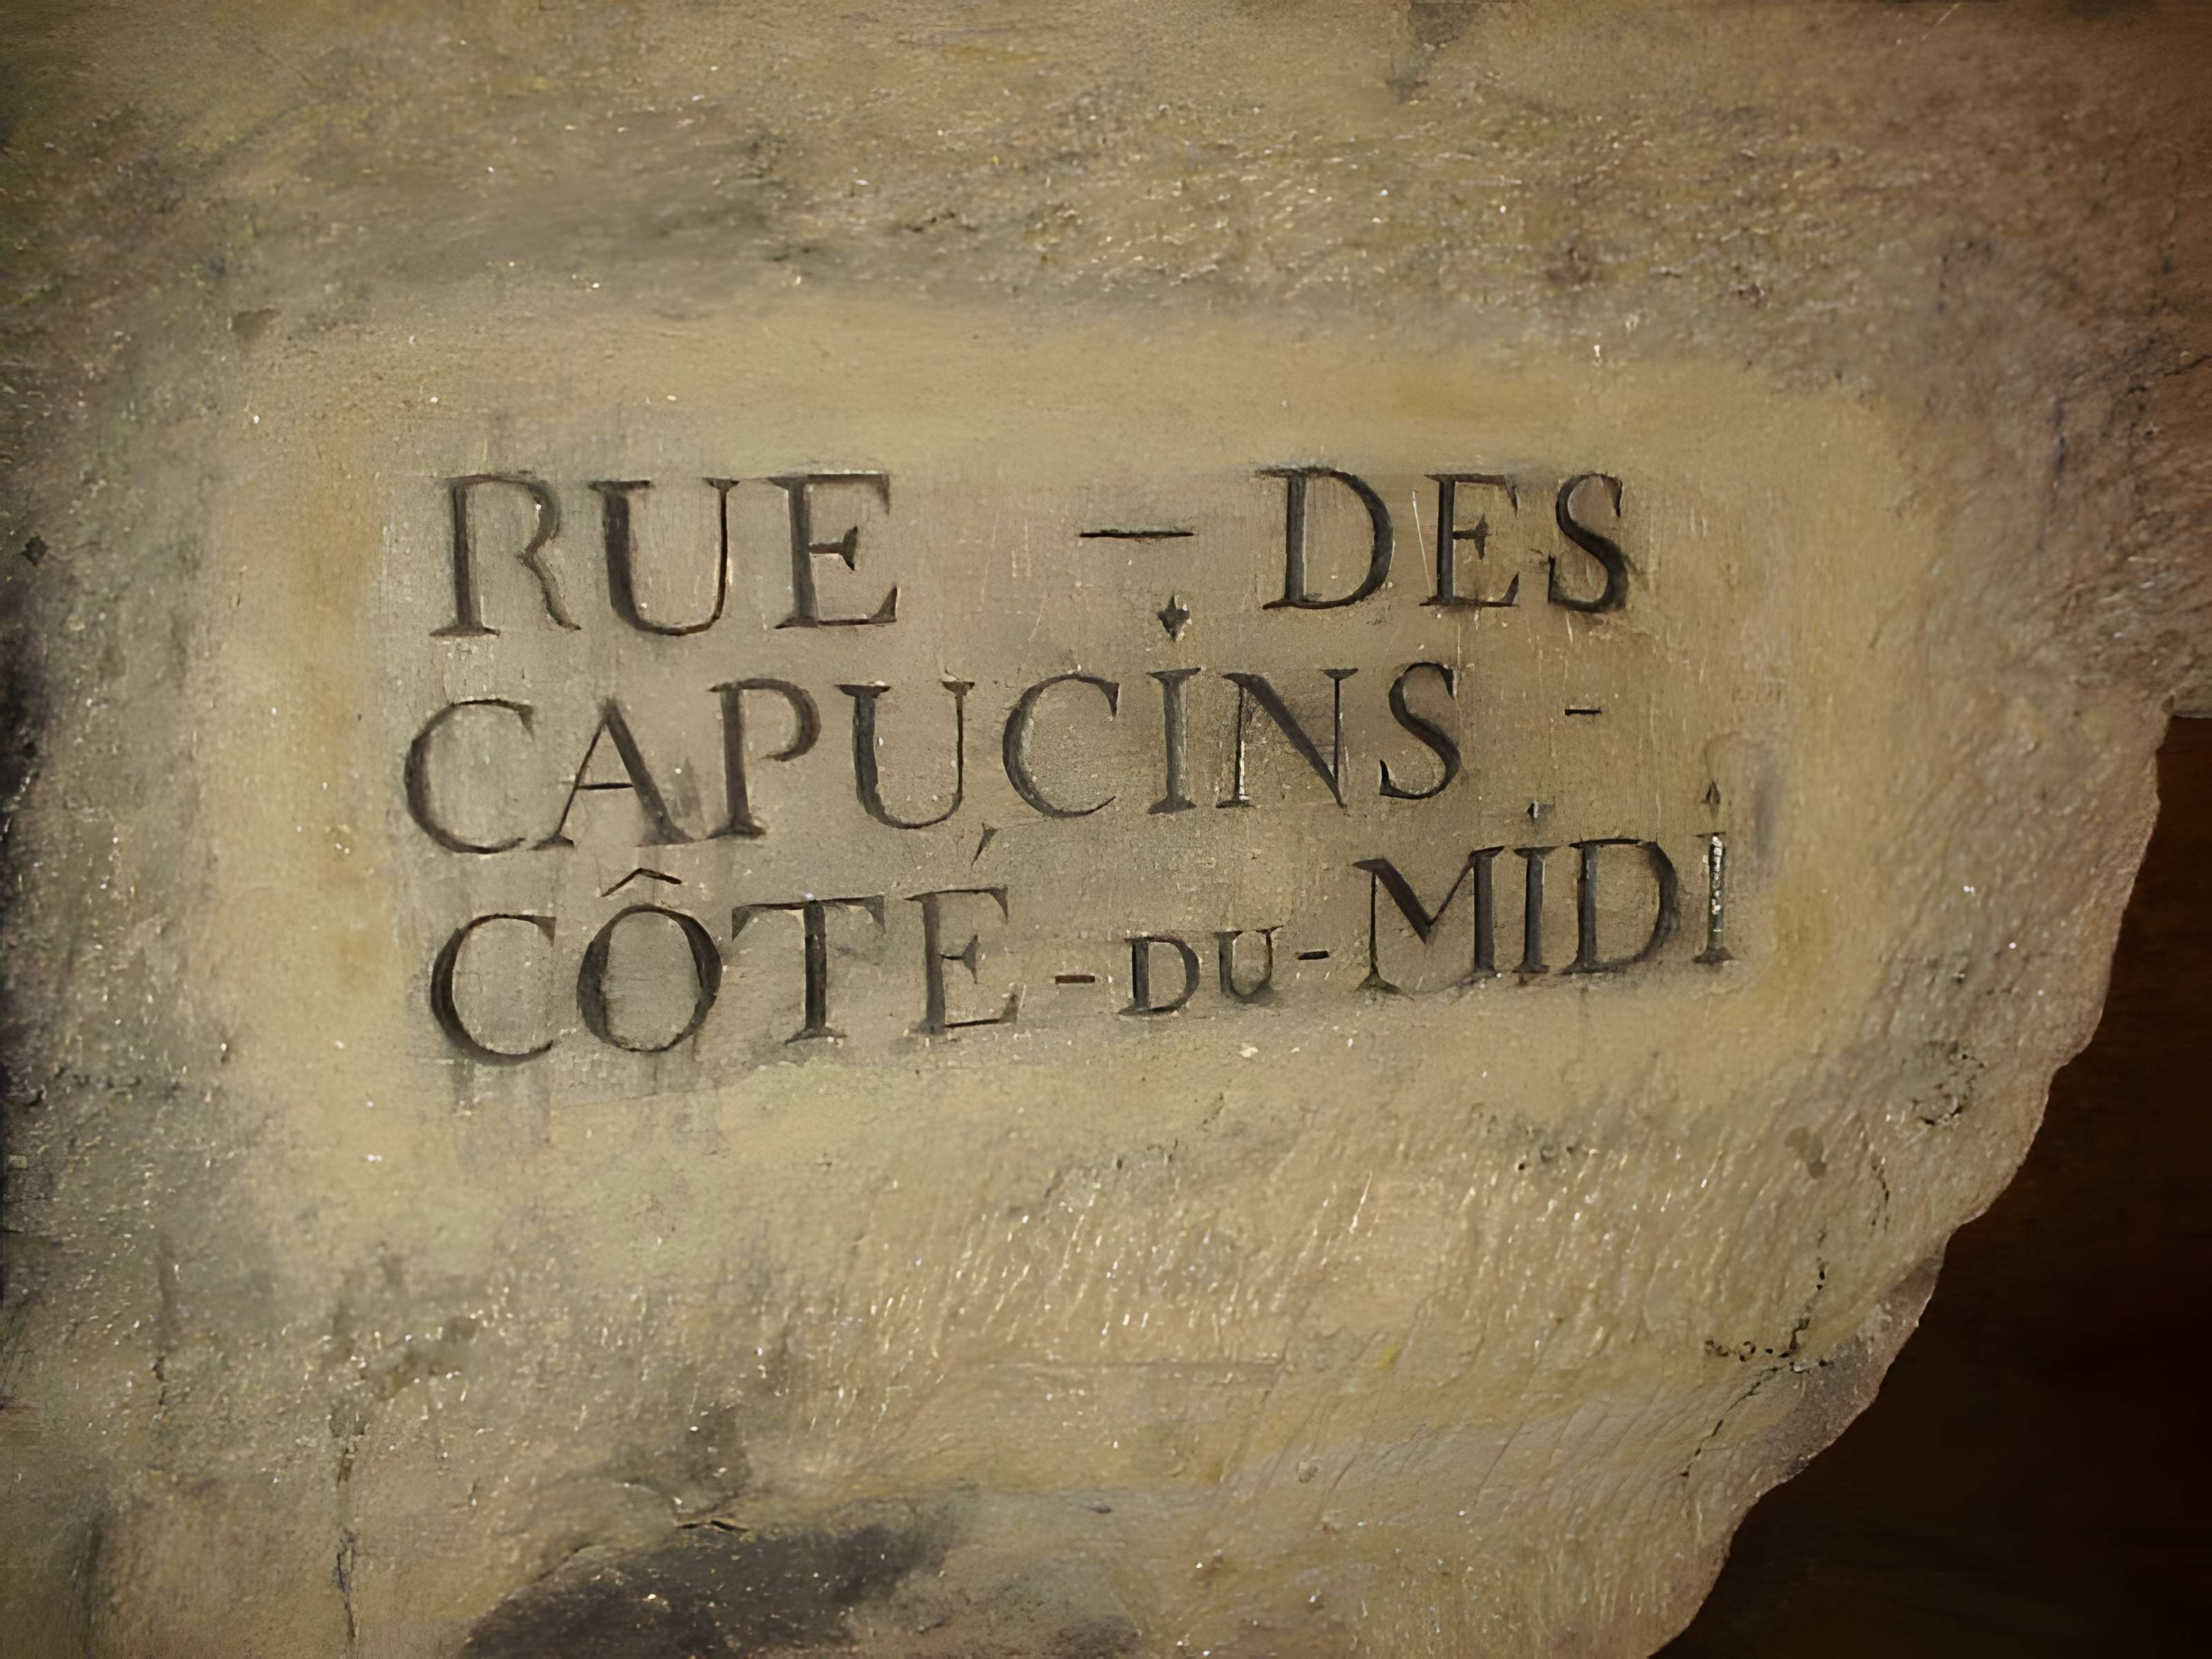 RUE — DES
CAPUCINS -
CÔTÉ - DU - MIDI